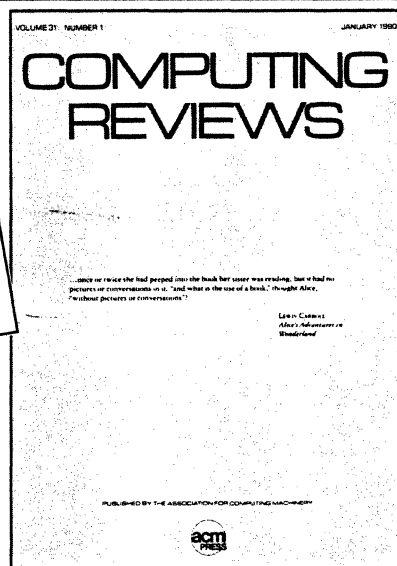 VOLUME 31 NUMBER 1 JANUARY 1990
COMPUTING
REVIEWS
...once or twice she had peeped into the book her sister was reading, but it had no
pictures or conversations in it, "and what is the use of a book," thought Alice,
"without pictures or conversations"?
LEWIS CARROLL
Alice's Adventures in
Wonderland
PUBLISHED BY THE ASSOCIATION FOR COMPUTING MACHINERY
acm
PRESS